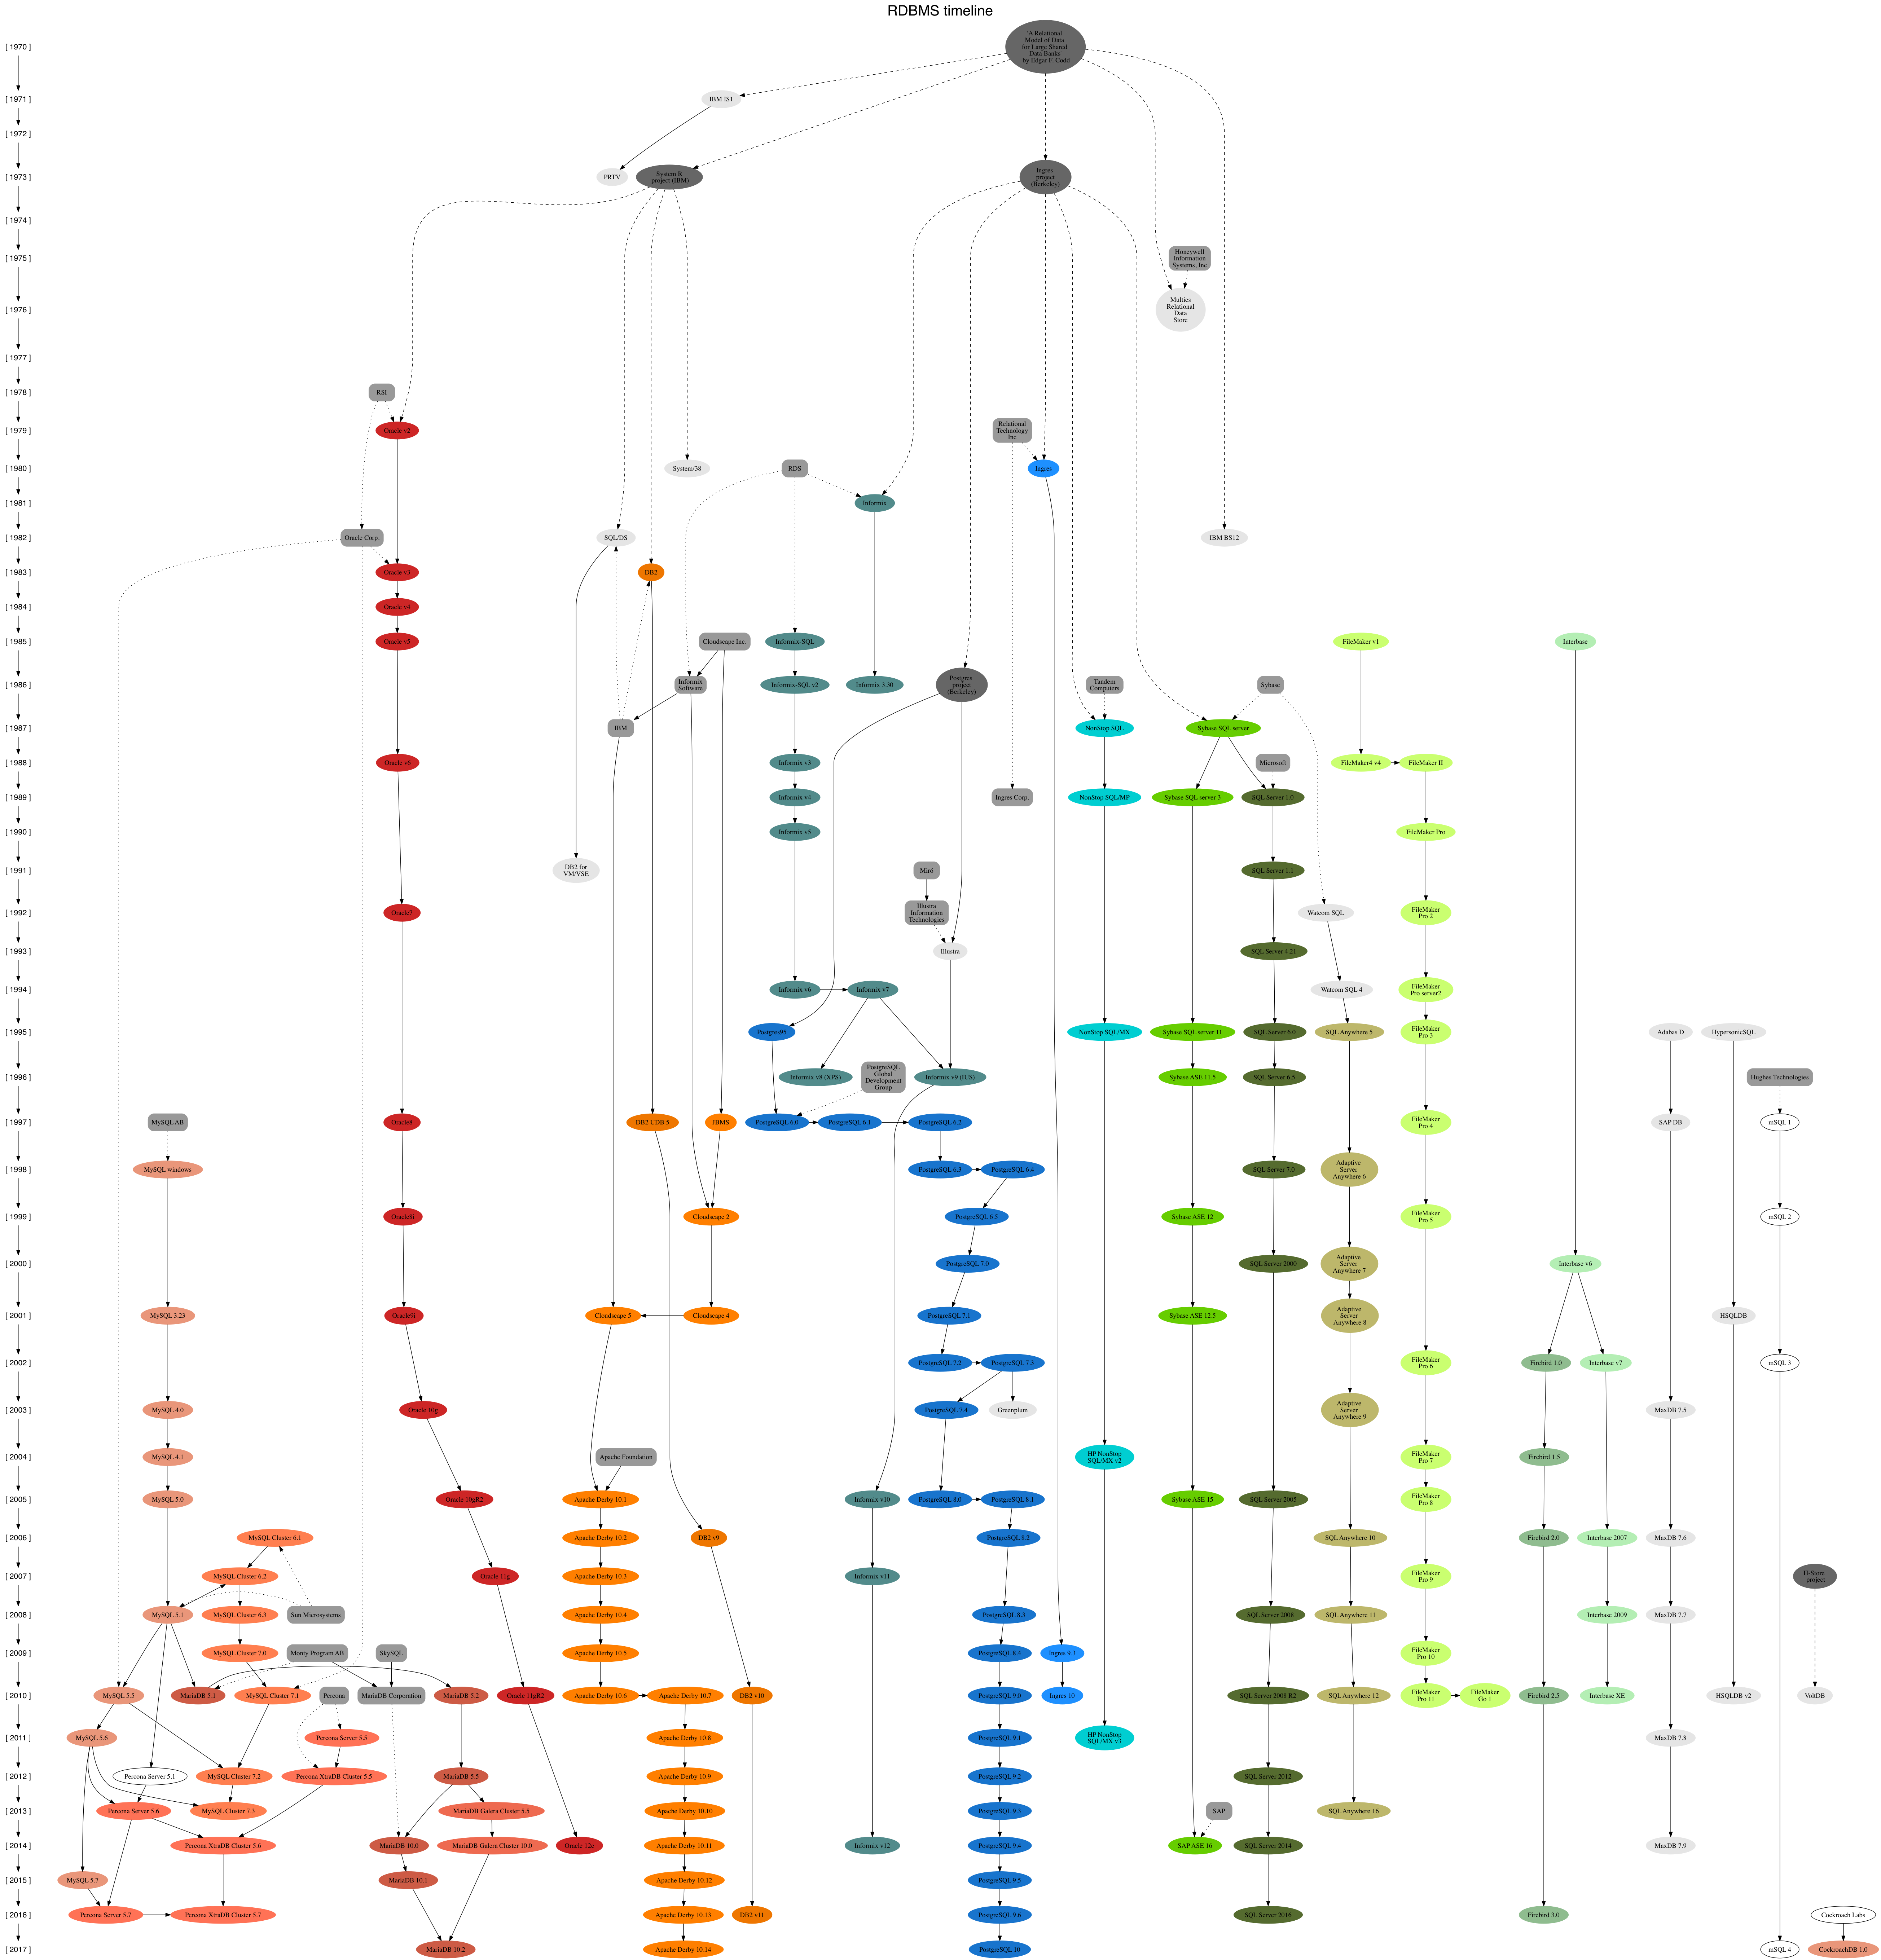 RDBMS timeline
'A Relational
Model of Data
for Large Shared
Data Banks'
by Edgar F. Codd
[ 1970 ]
[ 1971 ]
IBM IS1
[ 1972 ]
[ 1973 ]
PRTV
System R
project (IBM)
Ingres
project
(Berkeley)
[ 1974 ]
[ 1975 ]
Honeywell
Information
Systems, Inc
[ 1976 ]
Multics
Relational
Data
Store
[ 1977 ]
[ 1978 ]
RSI
[ 1979 ]
Oracle v2
Relational
Technology
Inc
[ 1980 ]
System/38
RDS
Ingres
[ 1981 ]
Informix
[ 1982 ]
Oracle Corp.
SQL/DS
IBM BS12
[ 1983 ]
Oracle v3
DB2
[ 1984 ]
Oracle v4
[ 1985 ]
Oracle v5
Cloudscape Inc.
Informix-SQL
FileMaker v1
Interbase
[ 1986 ]
Informix
Software
Informix-SQL v2
Informix 3.30
Postgres
project
(Berkeley)
Tandem
Computers
Sybase
[ 1987 ]
IBM
NonStop SQL
Sybase SQL server
[ 1988 ]
Oracle v6
Informix v3
Microsoft
FileMaker4 v4
FileMaker II
[ 1989 ]
Informix v4
Ingres Corp.
NonStop SQL/MP
Sybase SQL server 3
SQL Server 1.0
[ 1990 ]
Informix v5
FileMaker Pro
[ 1991 ]
DB2 for
VM/VSE
Miró
SQL Server 1.1
[ 1992 ]
Oracle7
Illustra
Information
Technologies
Watcom SQL
FileMaker
Pro 2
[ 1993 ]
Illustra
SQL Server 4.21
[ 1994 ]
Informix v6
Informix v7
Watcom SQL 4
FileMaker
Pro server2
[ 1995 ]
Postgres95
NonStop SQL/MX
Sybase SQL server 11
SQL Server 6.0
SQL Anywhere 5
FileMaker
Pro 3
Adabas D
HypersonicSQL
[ 1996 ]
Informix v8 (XPS)
PostgreSQL
Global
Development
Group
Informix v9 (IUS)
Sybase ASE 11.5
SQL Server 6.5
Hughes Technologies
[ 1997 ]
MySQL AB
Oracle8
DB2 UDB 5
JBMS
PostgreSQL 6.0
PostgreSQL 6.1
PostgreSQL 6.2
FileMaker
Pro 4
SAP DB
mSQL 1
[ 1998 ]
MySQL windows
PostgreSQL 6.3
PostgreSQL 6.4
SQL Server 7.0
Adaptive
Server
Anywhere 6
[ 1999 ]
Oracle8i
Cloudscape 2
PostgreSQL 6.5
Sybase ASE 12
FileMaker
Pro 5
mSQL 2
[ 2000 ]
PostgreSQL 7.0
SQL Server 2000
Adaptive
Server
Anywhere 7
Interbase v6
[ 2001 ]
MySQL 3.23
Oracle9i
Cloudscape 5
Cloudscape 4
PostgreSQL 7.1
Sybase ASE 12.5
Adaptive
Server
Anywhere 8
HSQLDB
[ 2002 ]
PostgreSQL 7.2
PostgreSQL 7.3
FileMaker
Pro 6
Firebird 1.0
Interbase v7
mSQL 3
[ 2003 ]
MySQL 4.0
Oracle 10g
PostgreSQL 7.4
Greenplum
Adaptive
Server
Anywhere 9
MaxDB 7.5
[ 2004 ]
MySQL 4.1
Apache Foundation
HP NonStop
SQL/MX v2
FileMaker
Pro 7
Firebird 1.5
[ 2005 ]
MySQL 5.0
Oracle 10gR2
Apache Derby 10.1
Informix v10
PostgreSQL 8.0
PostgreSQL 8.1
Sybase ASE 15
SQL Server 2005
FileMaker
Pro 8
[ 2006 ]
MySQL Cluster 6.1
Apache Derby 10.2
DB2 v9
PostgreSQL 8.2
SQL Anywhere 10
Firebird 2.0
Interbase 2007
MaxDB 7.6
[ 2007 ]
MySQL Cluster 6.2
Oracle 11g
Apache Derby 10.3
Informix v11
FileMaker
Pro 9
H-Store
project
[ 2008 ]
MySQL 5.1
MySQL Cluster 6.3
Sun Microsystems
Apache Derby 10.4
PostgreSQL 8.3
SQL Server 2008
SQL Anywhere 11
Interbase 2009
MaxDB 7.7
[ 2009 ]
MySQL Cluster 7.0
Monty Program AB
SkySQL
Apache Derby 10.5
PostgreSQL 8.4
Ingres 9.3
FileMaker
Pro 10
[ 2010 ]
MySQL 5.5
MariaDB 5.1
MySQL Cluster 7.1
Percona
MariaDB Corporation
MariaDB 5.2
Oracle 11gR2
Apache Derby 10.6
Apache Derby 10.7
DB2 v10
PostgreSQL 9.0
Ingres 10
SQL Server 2008 R2
SQL Anywhere 12
FileMaker
Pro 11
FileMaker
Go 1
Firebird 2.5
Interbase XE
HSQLDB v2
VoltDB
[ 2011 ]
MySQL 5.6
Percona Server 5.5
Apache Derby 10.8
PostgreSQL 9.1
HP NonStop
SQL/MX v3
MaxDB 7.8
[ 2012 ]
Percona Server 5.1
MySQL Cluster 7.2
Percona XtraDB Cluster 5.5
MariaDB 5.5
Apache Derby 10.9
PostgreSQL 9.2
SQL Server 2012
[ 2013 ]
Percona Server 5.6
MySQL Cluster 7.3
MariaDB Galera Cluster 5.5
Apache Derby 10.10
PostgreSQL 9.3
SAP
SQL Anywhere 16
[ 2014 ]
Percona XtraDB Cluster 5.6
MariaDB 10.0
MariaDB Galera Cluster 10.0
Oracle 12c
Apache Derby 10.11
Informix v12
PostgreSQL 9.4
SAP ASE 16
SQL Server 2014
MaxDB 7.9
[ 2015 ]
MySQL 5.7
MariaDB 10.1
Apache Derby 10.12
PostgreSQL 9.5
[ 2016 ]
Percona Server 5.7
Percona XtraDB Cluster 5.7
Apache Derby 10.13
DB2 v11
PostgreSQL 9.6
SQL Server 2016
Firebird 3.0
Cockroach Labs
[ 2017 ]
MariaDB 10.2
Apache Derby 10.14
PostgreSQL 10
mSQL 4
CockroachDB 1.0